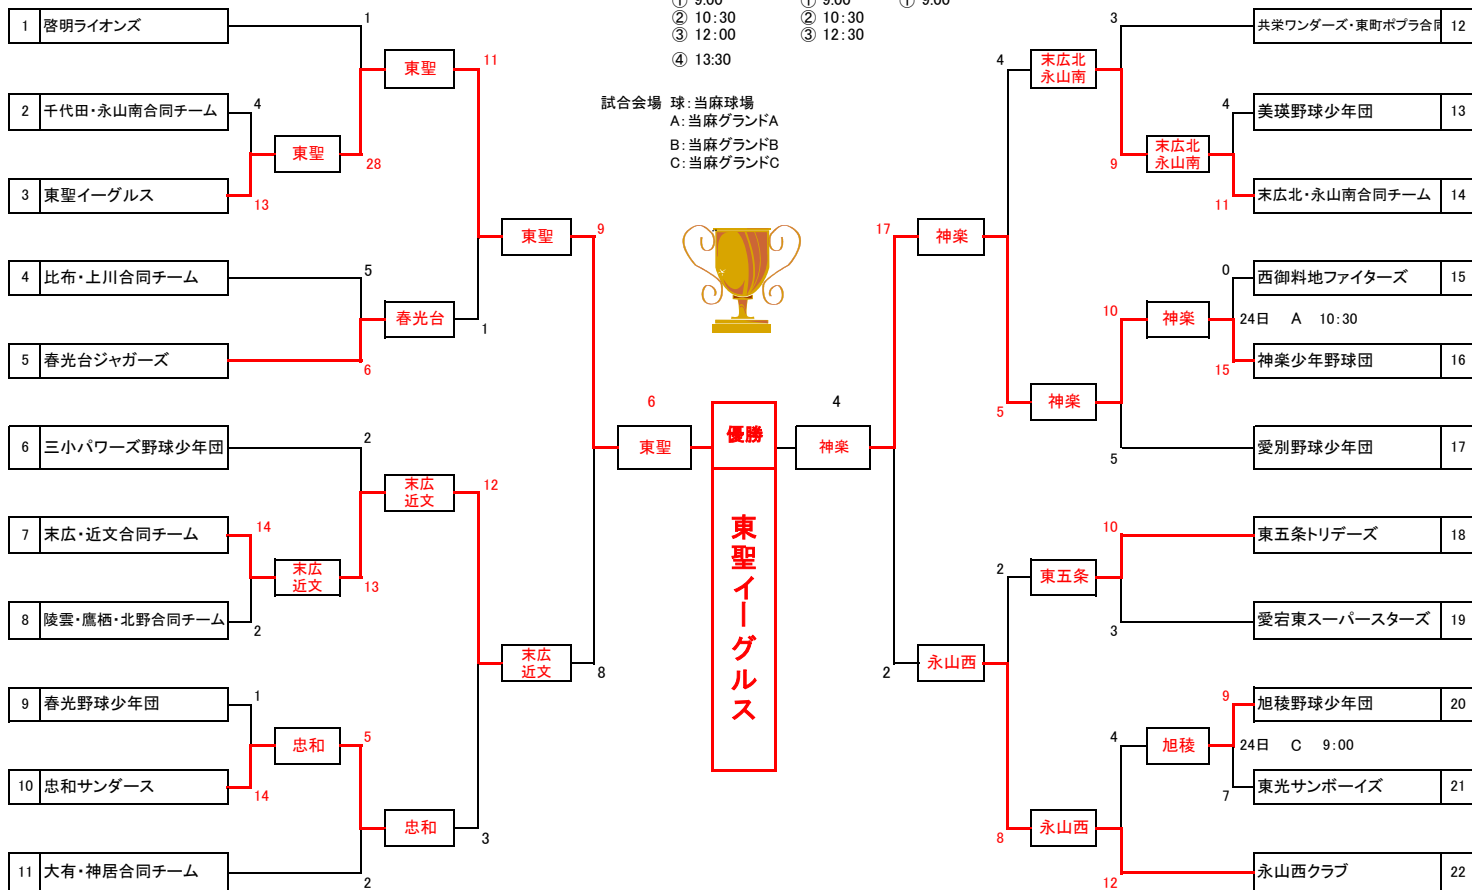 ① 9:00 ① 9:00 ① 9:00
② 10:30 ② 10:30
③ 12:00 ③ 12:30
④ 13:30
試合会場 球:当麻球場
A:当麻グランドA
B:当麻グランドB
C:当麻グランドC
1 啓明ライオンズ
1
東聖
11
2 千代田・永山南合同チーム
4
東聖
28
3 東聖イーグルス
13
東聖
9
4 比布・上川合同チーム
5
春光台
1
5 春光台ジャガーズ
6
6 三小パワーズ野球少年団
2
末広
近文
12
7 末広・近文合同チーム
14
末広
近文
13
8 陵雲・鷹栖・北野合同チーム
2
末広
近文
8
9 春光野球少年団
1
忠和
5
10 忠和サンダース
14
忠和
3
11 大有・神居合同チーム
2
6
東聖
優勝
東聖イーグルス
4
神楽
3
共栄ワンダーズ・東町ポプラ合同 12
4
末広北
永山南
4
美瑛野球少年団 13
9
末広北
永山南
11
末広北・永山南合同チーム 14
17
神楽
0
西御料地ファイターズ 15
10
神楽
24日 A 10:30
15
神楽少年野球団 16
5
神楽
5
愛別野球少年団 17
10
東五条トリデーズ 18
2
東五条
3
愛宕東スーパースターズ 19
2
永山西
9
旭稜野球少年団 20
4
旭稜
24日 C 9:00
7
東光サンボーイズ 21
8
永山西
12
永山西クラブ 22